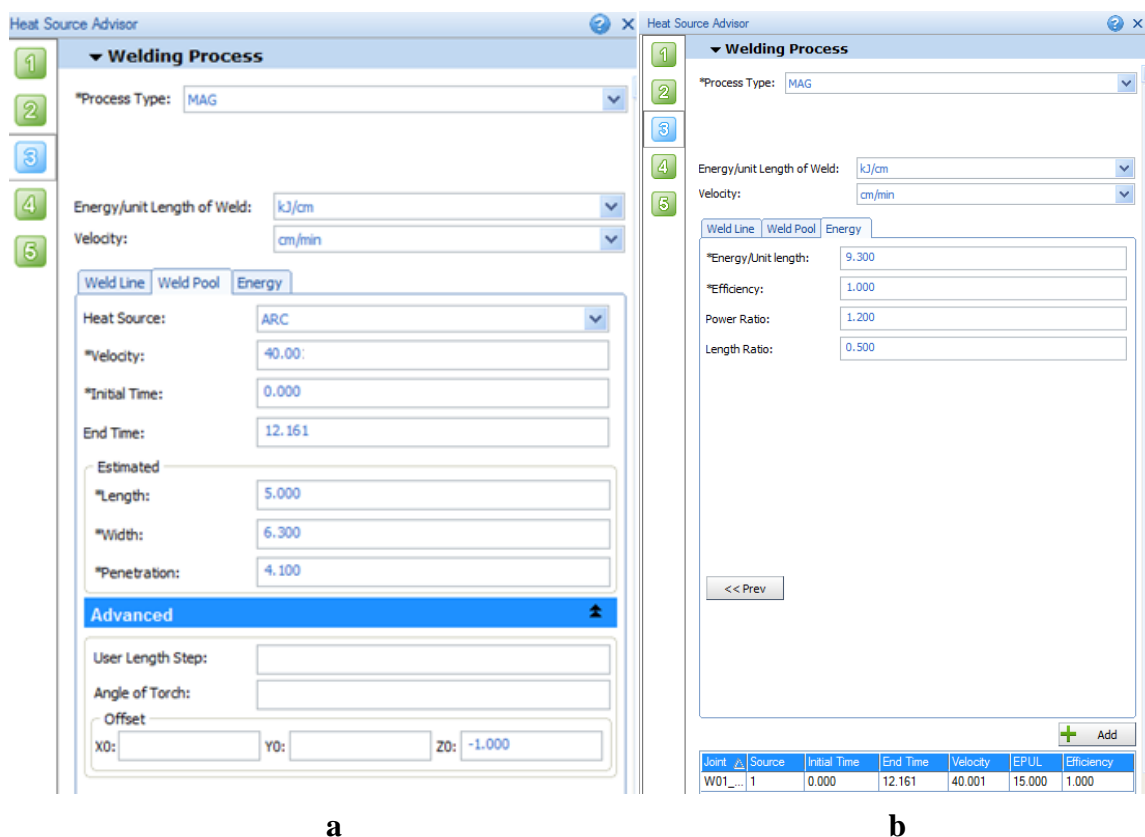 Heat Source Advisor
1
2
3
4
5
Welding Process
*Process Type: MAG
Energy/unit Length of Weld: kJ/cm
Velocity: cm/min
Weld Line Weld Pool Energy
Heat Source: ARC
*Velocity: 40.00
*Initial Time: 0.000
End Time: 12.161
Estimated
*Length: 5.000
*Width: 6.300
*Penetration: 4.100
Advanced
User Length Step:
Angle of Torch:
Offset
X0: Y0: Z0: -1.000
a
Heat Source Advisor
1
2
3
4
5
Welding Process
*Process Type: MAG
Energy/unit Length of Weld: kJ/cm
Velocity: cm/min
Weld Line Weld Pool Energy
*Energy/Unit length: 9.300
*Efficiency: 1.000
Power Ratio: 1.200
Length Ratio: 0.500
<< Prev
Add
Joint Source Initial Time End Time Velocity EPUL Efficiency
W01_... 1 0.000 12.161 40.001 15.000 1.000
b